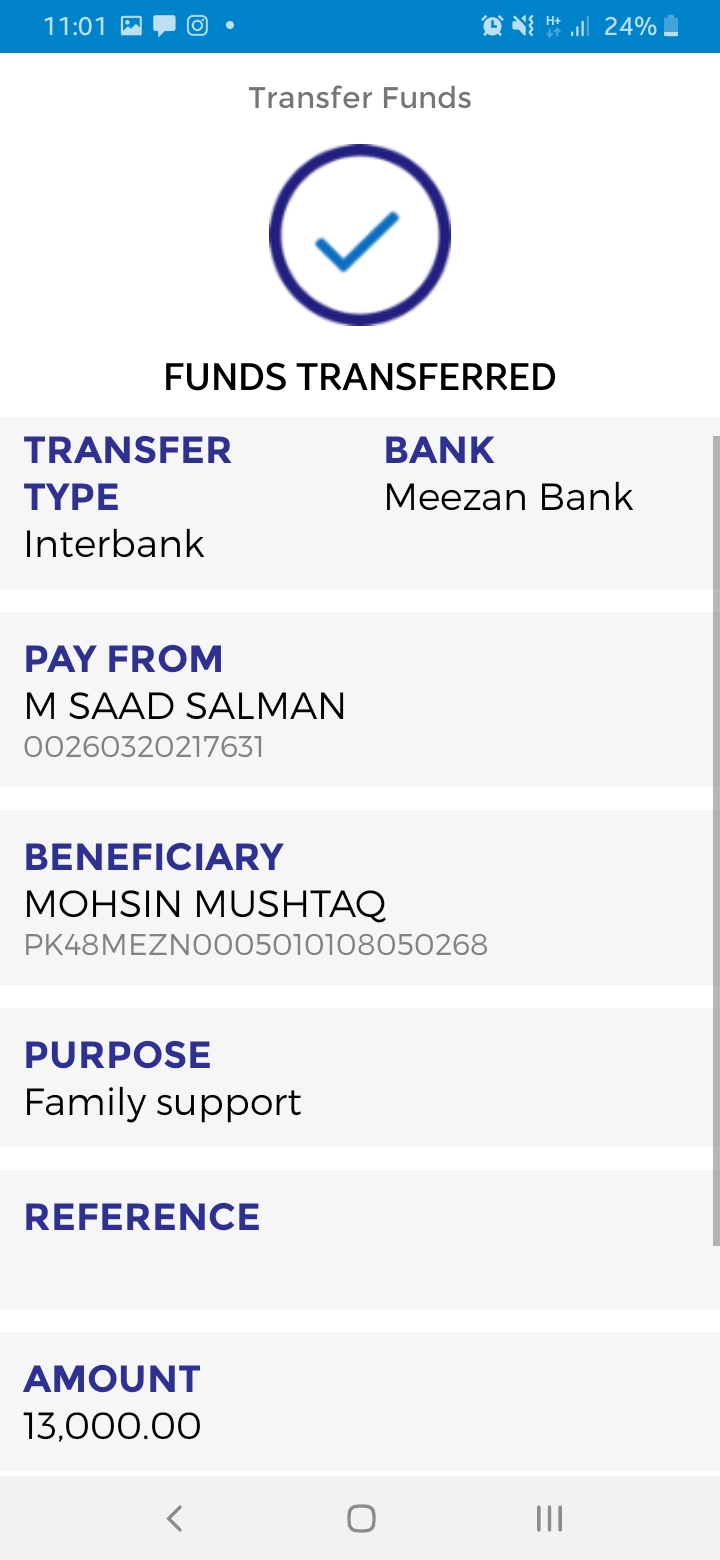 11:01
24%
Transfer Funds
FUNDS TRANSFERRED
TRANSFER
TYPE
Interbank
BANK
Meezan Bank
PAY FROM
M SAAD SALMAN
00260320217631
BENEFICIARY
MOHSIN MUSHTAQ
PK48MEZN0005010108050268
PURPOSE
Family support
REFERENCE
AMOUNT
13,000.00